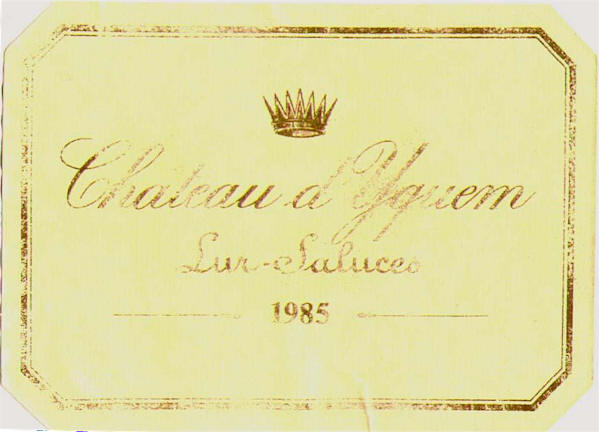 Chateau d'Yquem
Lur-Saluces
1985